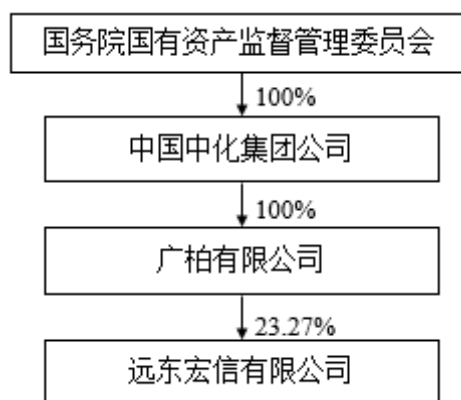 国务院国有资产监督管理委员会
100%
中国中化集团公司
100%
广柏有限公司
23.27%
远东宏信有限公司